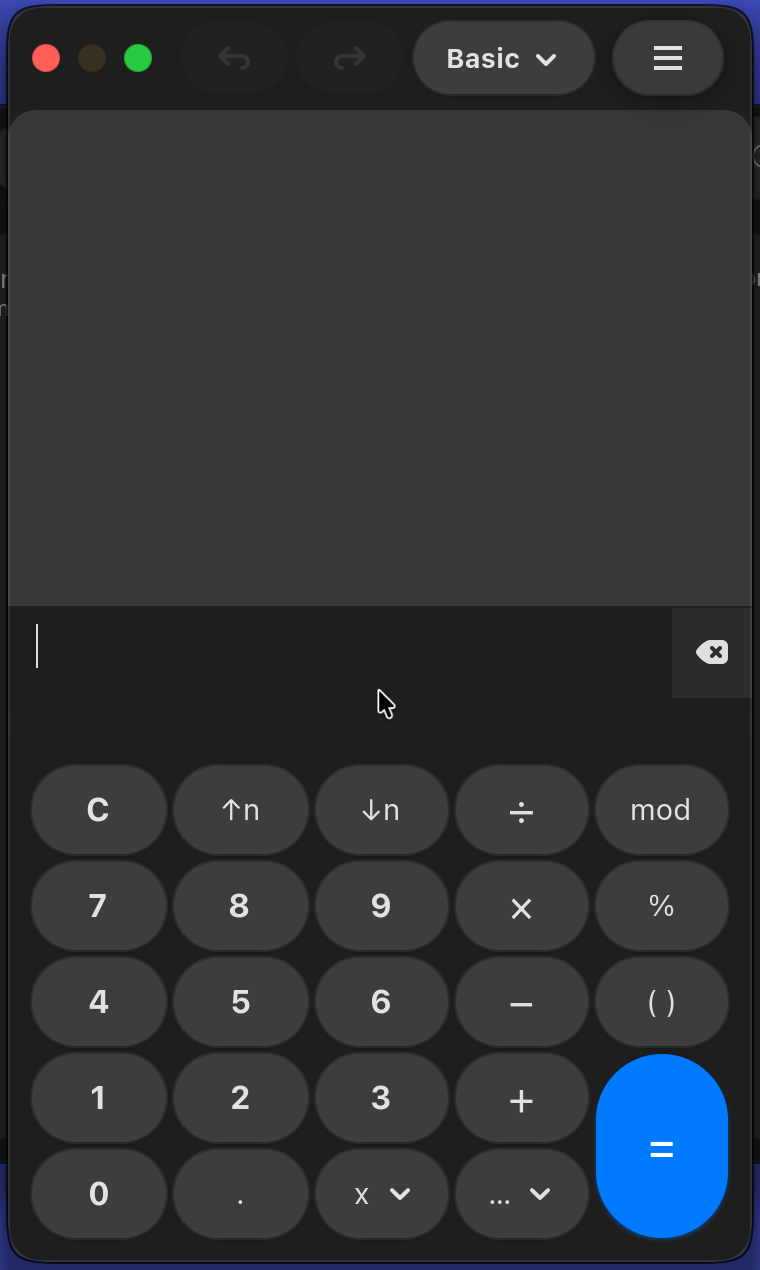 Basic
C ↑n ↓n ÷ mod
7 8 9 × %
4 5 6 − ( )
1 2 3 +
=
0 . x ...